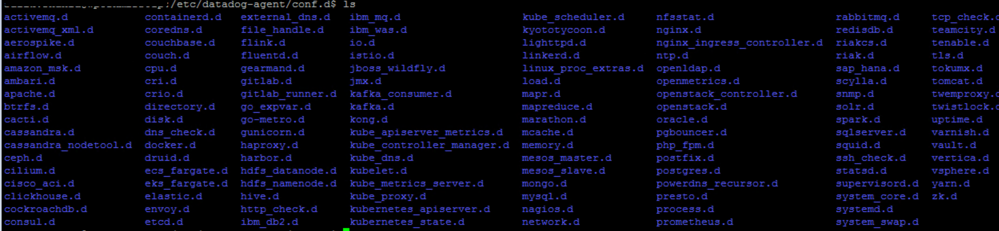 :/etc/datadog-agent/conf.d$ ls
activemq.d containerd.d external_dns.d ibm_mq.d kube_scheduler.d nfsstat.d rabbitmq.d tcp_check.
activemq_xml.d coredns.d file_handle.d ibm_was.d kyototycoon.d nginx.d redisdb.d teamcity.d
aerospike.d couchbase.d flink.d io.d lighttpd.d nginx_ingress_controller.d riakcs.d tenable.d
airflow.d couch.d fluentd.d istio.d linkerd.d ntp.d riak.d tls.d
amazon_msk.d cpu.d gearmand.d jboss_wildfly.d linux_proc_extras.d openldap.d sap_hana.d tokumx.d
ambari.d cri.d gitlab.d jmx.d load.d openmetrics.d scylla.d tomcat.d
apache.d crio.d gitlab_runner.d kafka_consumer.d mapr.d openstack_controller.d snmp.d twemproxy.
btrfs.d directory.d go_expvar.d kafka.d mapreduce.d openstack.d solr.d twistlock.
cacti.d disk.d go-metro.d kong.d marathon.d oracle.d spark.d uptime.d
cassandra.d dns_check.d gunicorn.d kube_apiserver_metrics.d mcache.d pgbouncer.d sqlserver.d varnish.d
cassandra_nodetool.d docker.d haproxy.d kube_controller_manager.d memory.d php_fpm.d squid.d vault.d
ceph.d druid.d harbor.d kube_dns.d mesos_master.d postfix.d ssh_check.d vertica.d
cilium.d ecs_fargate.d hdfs_datanode.d kubelet.d mesos_slave.d postgres.d statsd.d vsphere.d
cisco_aci.d eks_fargate.d hdfs_namenode.d kube_metrics_server.d mongo.d powerdns_recursor.d supervisord.d yarn.d
clickhouse.d elastic.d hive.d kube_proxy.d mysql.d presto.d system_core.d zk.d
cockroachdb.d envoy.d http_check.d kubernetes_apiserver.d nagios.d process.d systemd.d
consul.d etcd.d ibm_db2.d kubernetes_state.d network.d prometheus.d system_swap.d